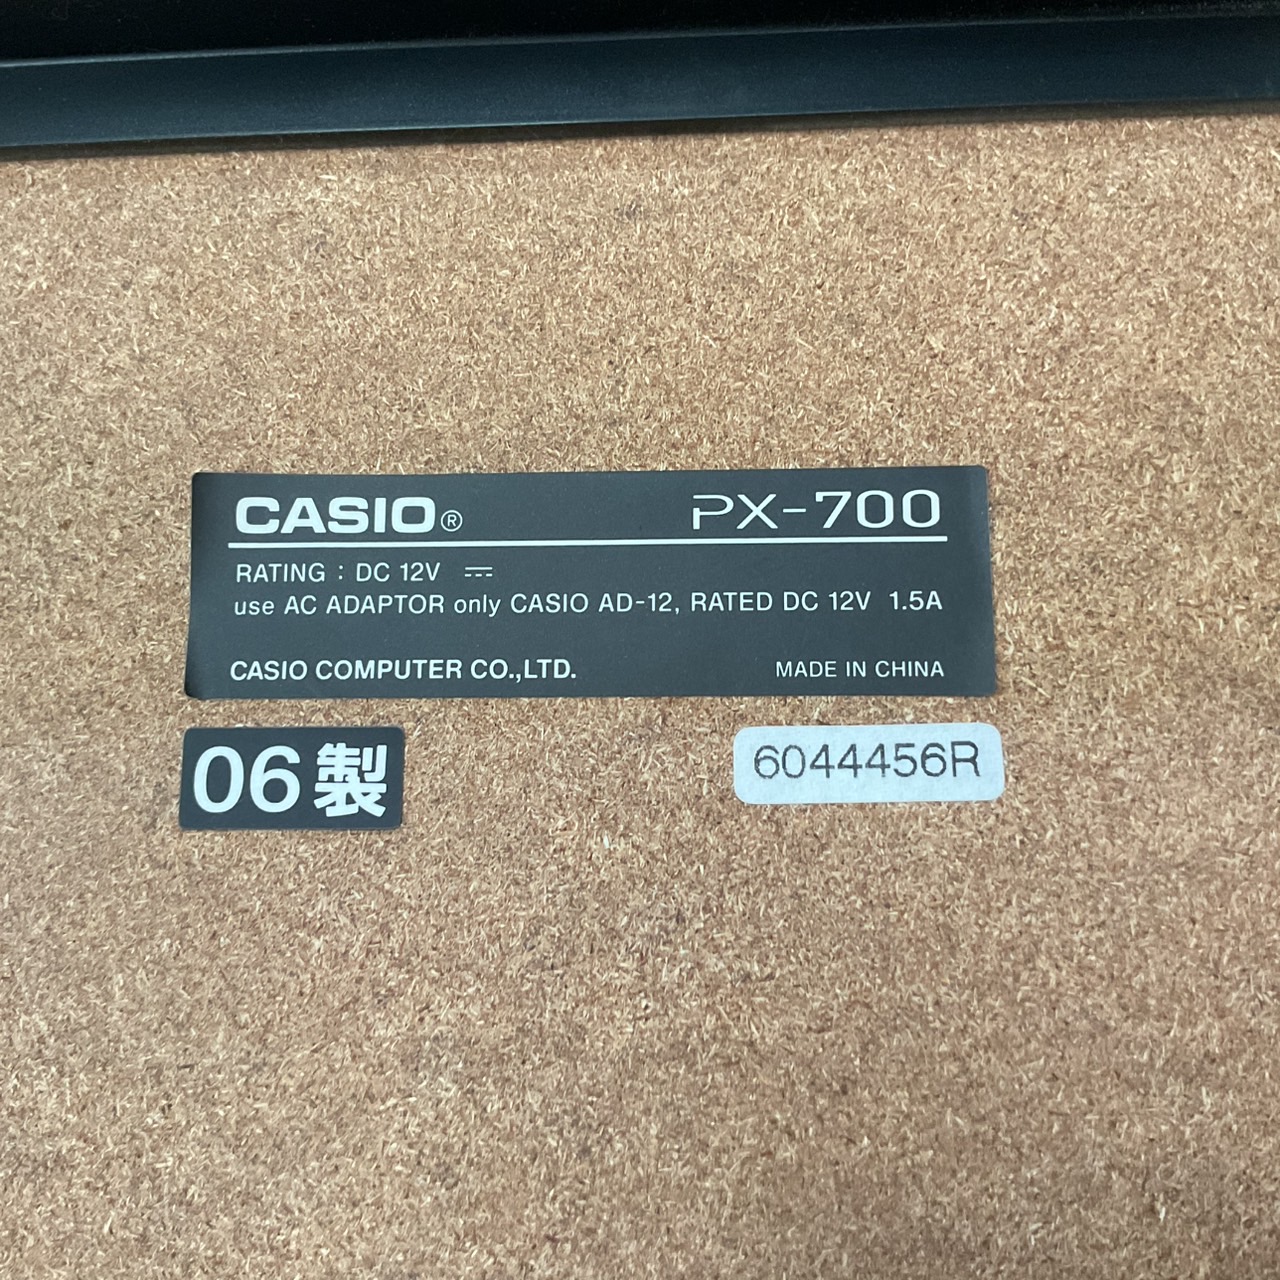 CASIO® PX-700
RATING : DC 12V ⎓
use AC ADAPTOR only CASIO AD-12, RATED DC 12V 1.5A
CASIO COMPUTER CO.,LTD. MADE IN CHINA
06製 6044456R